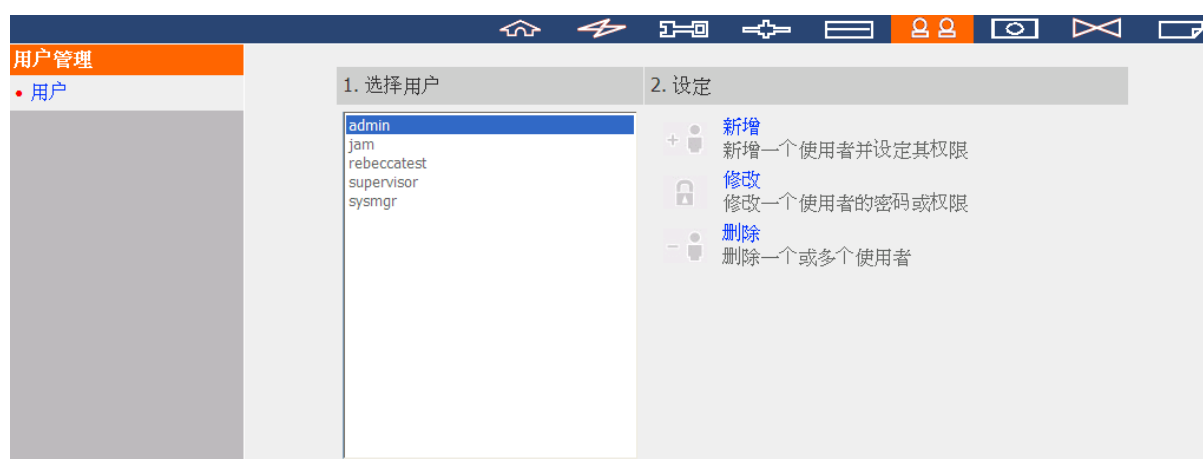 用户管理
• 用户
1. 选择用户
2. 设定
admin
jam
rebeccatest
supervisor
sysmgr
新增
新增一个使用者并设定其权限
修改
修改一个使用者的密码或权限
删除
删除一个或多个使用者